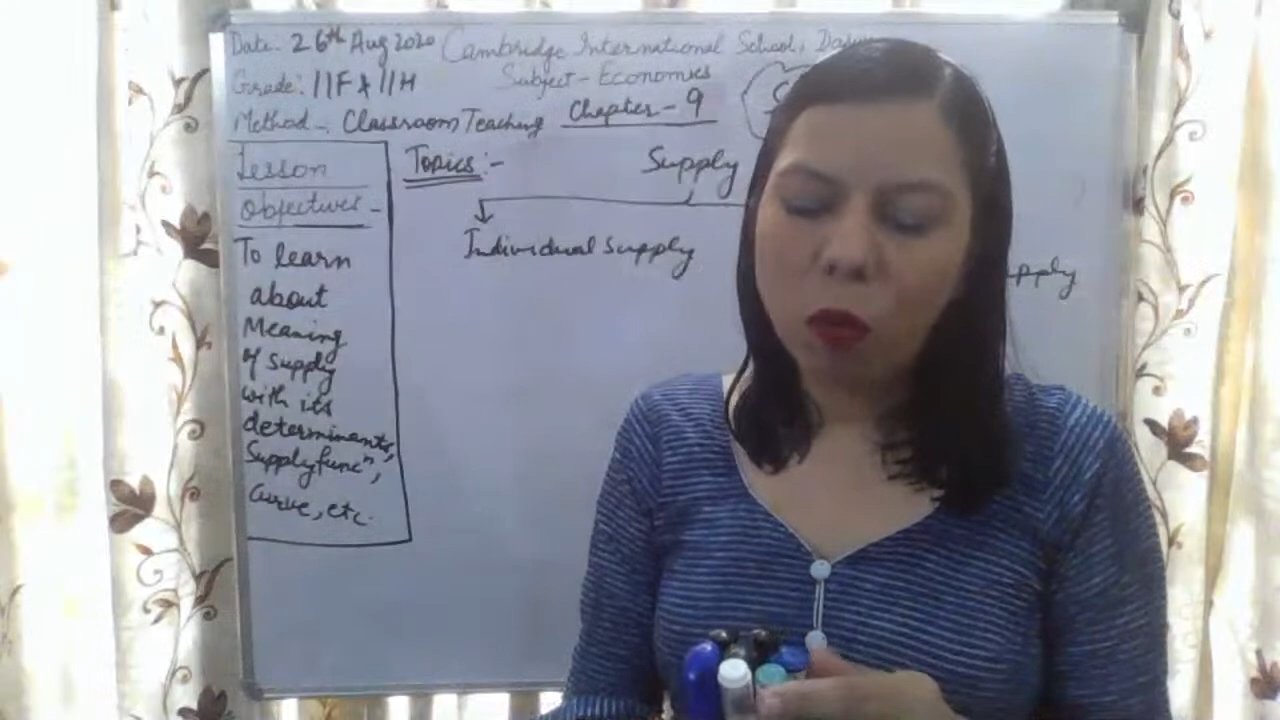 Date:- 26th Aug 2020 Cambridge International School,
Grade:- 11F & 11H Subject - Economics
Method -, Classroom Teaching Chapter - 9
Lesson
Objectives -
To learn
about
Meaning
of supply
with its
determinants,
Supply funcⁿ,
curve, etc.
Topics :-
Supply
Individual supply